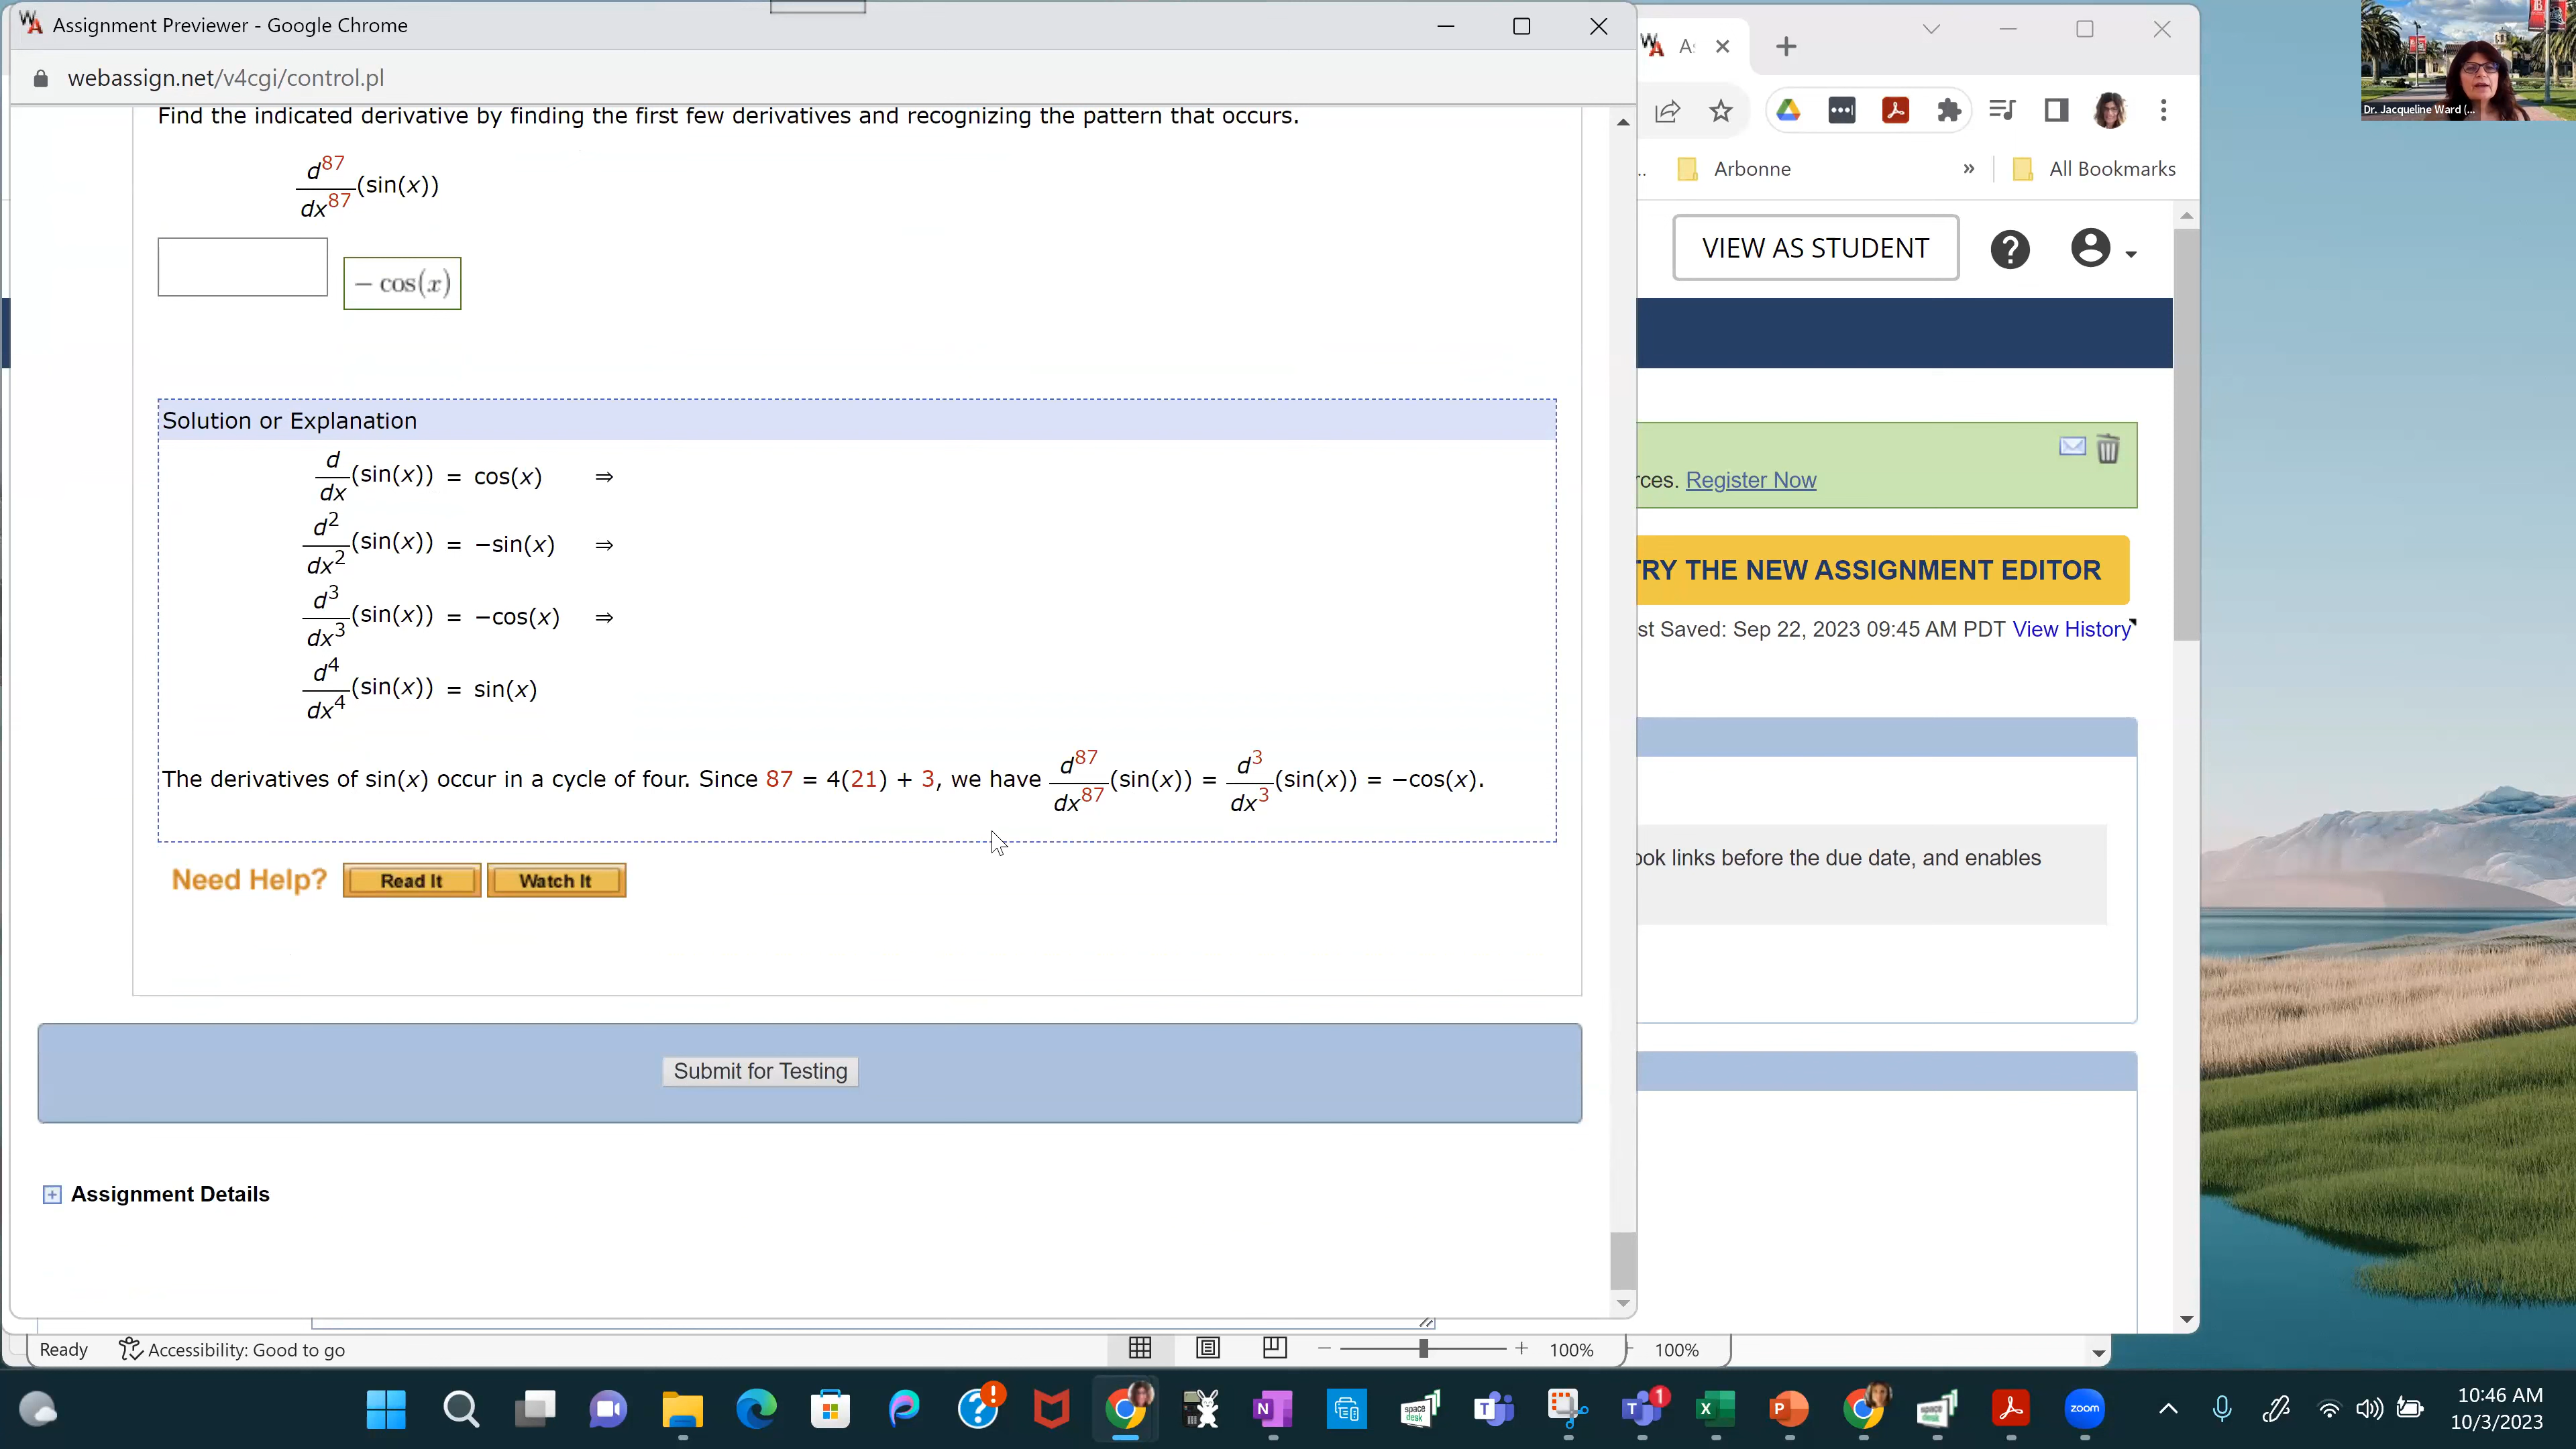 Assignment Previewer - Google Chrome
webassign.net/v4cgi/control.pl
Find the indicated derivative by finding the first few derivatives and recognizing the pattern that occurs.
d^87/dx^87 (sin(x))
− cos(x)
Solution or Explanation
d/dx (sin(x)) = cos(x) ⇒
d^2/dx^2 (sin(x)) = −sin(x) ⇒
d^3/dx^3 (sin(x)) = −cos(x) ⇒
d^4/dx^4 (sin(x)) = sin(x)
The derivatives of sin(x) occur in a cycle of four. Since 87 = 4(21) + 3, we have d^87/dx^87 (sin(x)) = d^3/dx^3 (sin(x)) = −cos(x).
Need Help? Read It Watch It
Submit for Testing
Assignment Details
Dr. Jacqueline Ward (...
Arbonne » All Bookmarks
VIEW AS STUDENT
rces. Register Now
TRY THE NEW ASSIGNMENT EDITOR
st Saved: Sep 22, 2023 09:45 AM PDT View History
ook links before the due date, and enables
Ready Accessibility: Good to go 100% 100%
zoom
10:46 AM
10/3/2023